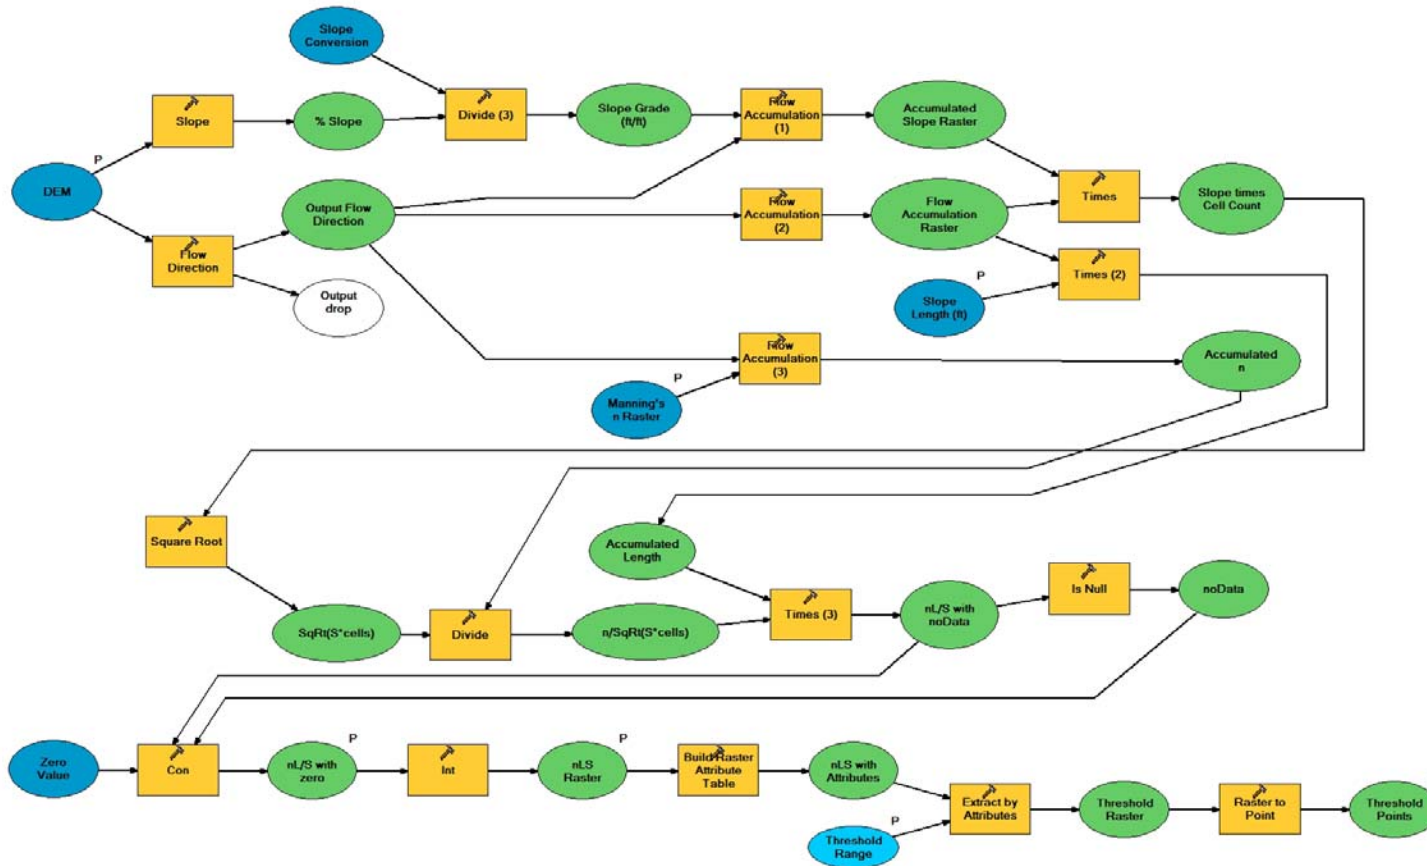 Slope
Conversion
Slope
% Slope
Divide (3)
Slope Grade
(ft/ft)
Flow
Accumulation
(1)
Accumulated
Slope Raster
P
DEM
Output Flow
Direction
Flow
Accumulation
(2)
Flow
Accumulation
Raster
Times
Slope times
Cell Count
Flow
Direction
Output
drop
P
Slope
Length (ft)
Times (2)
Flow
Accumulation
(3)
P
Manning's
n Raster
Accumulated
n
Square Root
Accumulated
Length
SqRt(S*cells)
Divide
n/SqRt(S*cells)
Times (3)
nL/S with
noData
Is Null
noData
Zero
Value
Con
nL/S with
zero
P
Int
nLS
Raster
P
Build Raster
Attribute
Table
nLS with
Attributes
P
Threshold
Range
Extract by
Attributes
Threshold
Raster
Raster to
Point
Threshold
Points